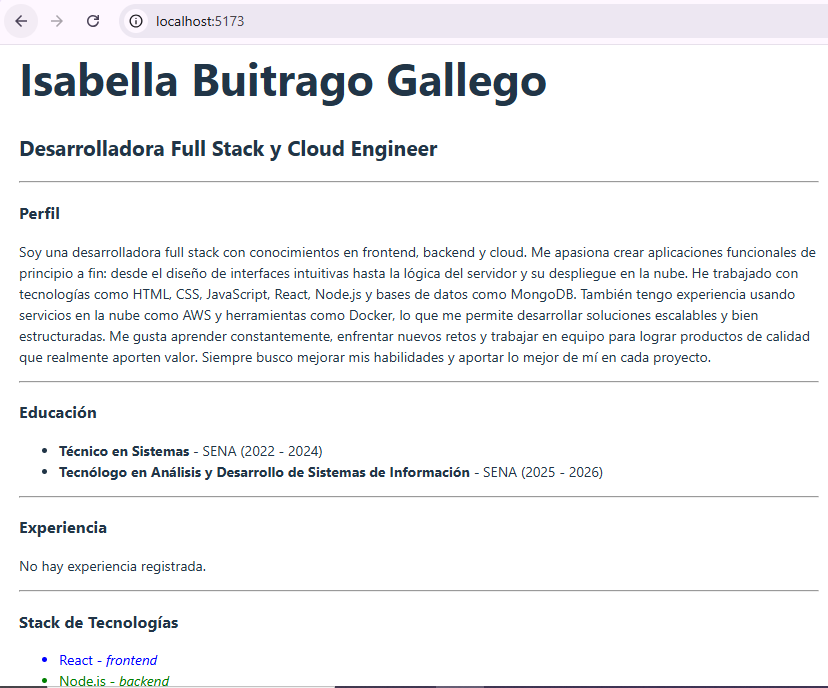 localhost:5173
Isabella Buitrago Gallego
Desarrolladora Full Stack y Cloud Engineer
Perfil
Soy una desarrolladora full stack con conocimientos en frontend, backend y cloud. Me apasiona crear aplicaciones funcionales de
principio a fin: desde el diseño de interfaces intuitivas hasta la lógica del servidor y su despliegue en la nube. He trabajado con
tecnologías como HTML, CSS, JavaScript, React, Node.js y bases de datos como MongoDB. También tengo experiencia usando
servicios en la nube como AWS y herramientas como Docker, lo que me permite desarrollar soluciones escalables y bien
estructuradas. Me gusta aprender constantemente, enfrentar nuevos retos y trabajar en equipo para lograr productos de calidad
que realmente aporten valor. Siempre busco mejorar mis habilidades y aportar lo mejor de mí en cada proyecto.
Educación
• Técnico en Sistemas - SENA (2022 - 2024)
• Tecnólogo en Análisis y Desarrollo de Sistemas de Información - SENA (2025 - 2026)
Experiencia
No hay experiencia registrada.
Stack de Tecnologías
• React - frontend
• Node.js - backend